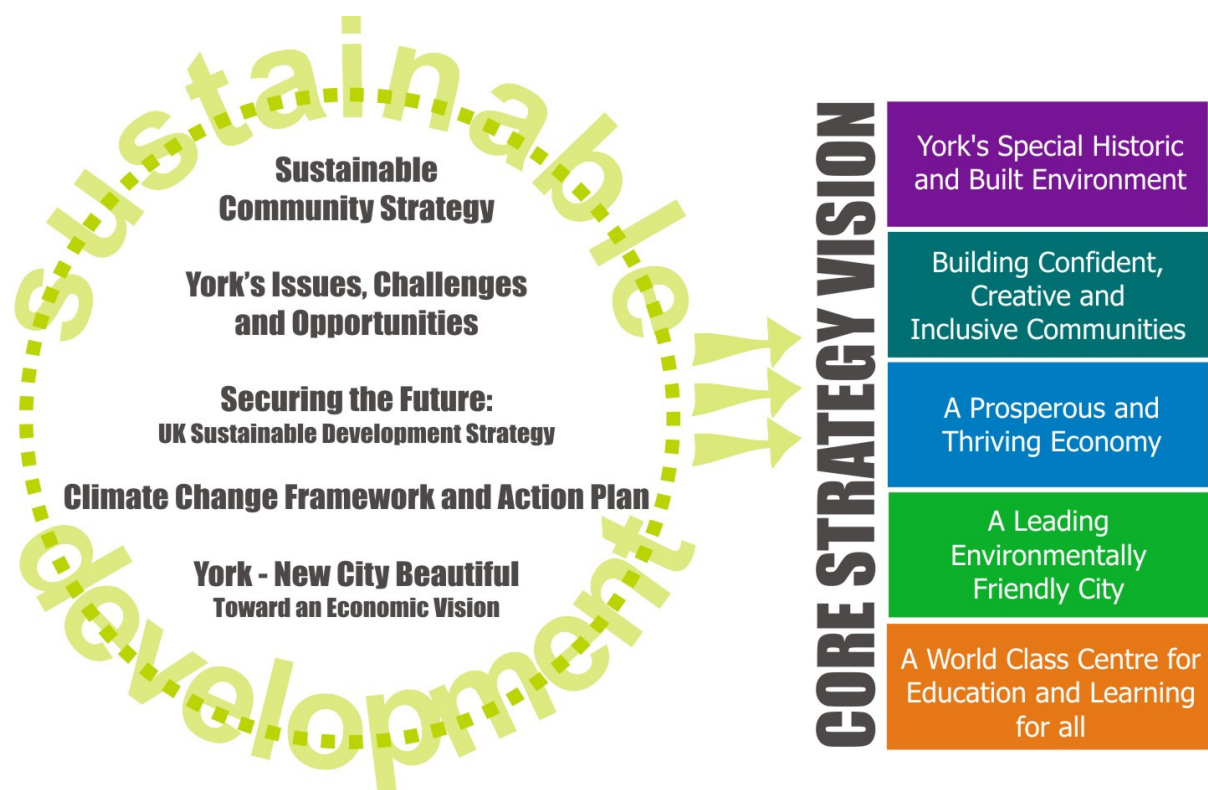 sustainable
Sustainable
Community Strategy
York's Issues, Challenges
and Opportunities
Securing the Future:
UK Sustainable Development Strategy
Climate Change Framework and Action Plan
York - New City Beautiful
Toward an Economic Vision
development
CORE STRATEGY VISION
York's Special Historic
and Built Environment
Building Confident,
Creative and
Inclusive Communities
A Prosperous and
Thriving Economy
A Leading
Environmentally
Friendly City
A World Class Centre for
Education and Learning
for all